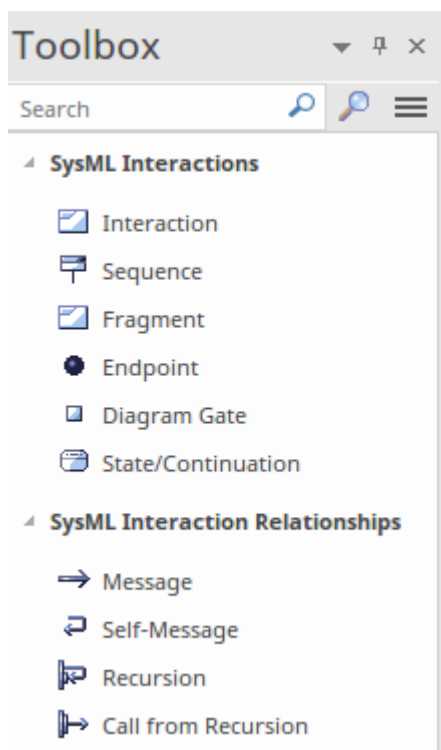 Toolbox
Search
SysML Interactions
Interaction
Sequence
Fragment
Endpoint
Diagram Gate
State/Continuation
SysML Interaction Relationships
Message
Self-Message
Recursion
Call from Recursion